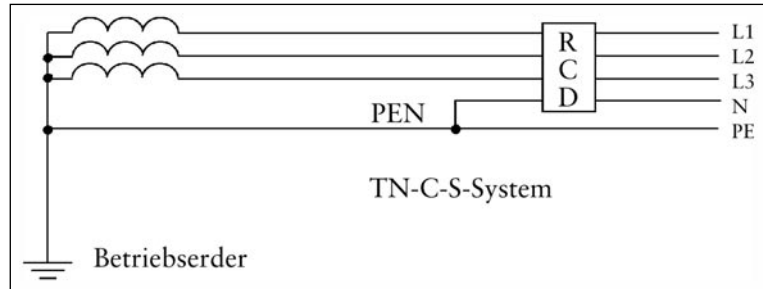 L1
R
L2
C
L3
D
N
PEN
PE
TN-C-S-System
Betriebserder